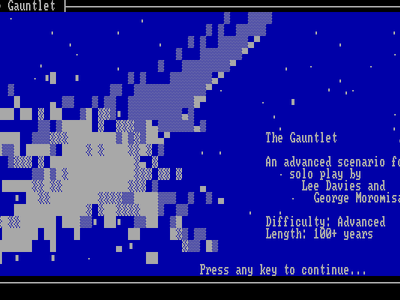 Gauntlet
The Gauntlet
An advanced scenario fo
solo play by
Lee Davies and
George Moromisa
Difficulty: Advanced
Length: 100+ years
Press any key to continue...